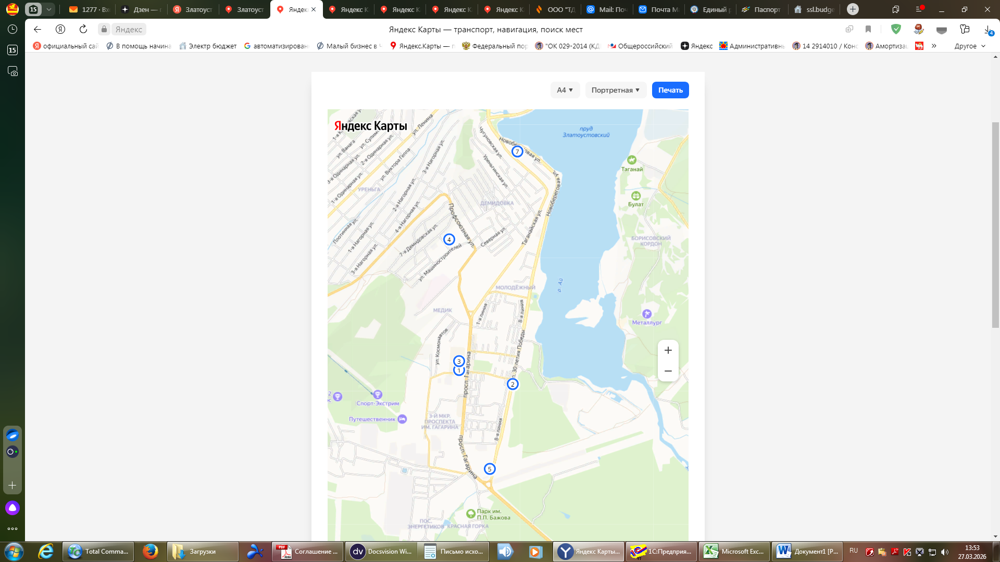 15
1277 · Вх
Дзен — г
Златоуст
Златоуст
Яндекс
Яндекс К
Яндекс К
Яндекс К
Яндекс К
ООО "ТД
Mail: Поч
Почта M
Единый р
Паспорт
ssl.budge
Яндекс
Яндекс Карты — транспорт, навигация, поиск мест
4
15
официальный сай
В помощь начина
Электр бюджет
автоматизирован
Малый бизнес в Ч
Яндекс.Карты — п
Федеральный пор
"ОК 029-2014 (КД
Общероссийский
Яндекс
Административн
14 2914010 / Конс
Амортизац
»
Другое
А4
Портретная
Печать
Яндекс Карты
ул. Ленина
ул. Ванага
ул. Сулим
2-я Одинарная ул.
3-я Одинарная ул.
1-я Одинарная ул.
ул. Виктора Геппа
3-я Нагорная ул.
Чугуновская ул.
Уреньгинская ул.
7
пруд
Златоустовский
Таганай
УРЕНЬГА
2-я Нагорная ул.
ДЕМИДОВКА
Новобереговая ул.
Булат
4-я Нагорная ул.
Профсоюзная ул.
Таганайская ул.
Плотинная ул.
1-я Нагорная ул.
7-я Демидовская ул.
4
Северная ул.
БОРИСОВСКИЙ
КОРДОН
3-я Нагорная ул.
ул. Машиностроителей
МОЛОДЁЖНЫЙ
р. Ай
МЕДИК
1-я линия
8-я линия
Металлург
ул. Космонавтов
30-летия Победы
3
1
просп. Гагарина
2
Спорт-Экстрим
Путешественник
3-Й МКР.
ПРОСПЕКТА
ИМ. ГАГАРИНА
8-я линия
просп. Гагарина
5
Парк им.
П.П. Бажова
ПОС.
ЭНЕРГЕТИКОВ
КРАСНАЯ ГОРКА
Total Comma...
Загрузки
Соглашение ...
Docsvision Wi...
Письмо исхо...
Яндекс Карты...
1С:Предприя...
Microsoft Exc...
Документ1 [Р...
RU
13:53
27.03.2026